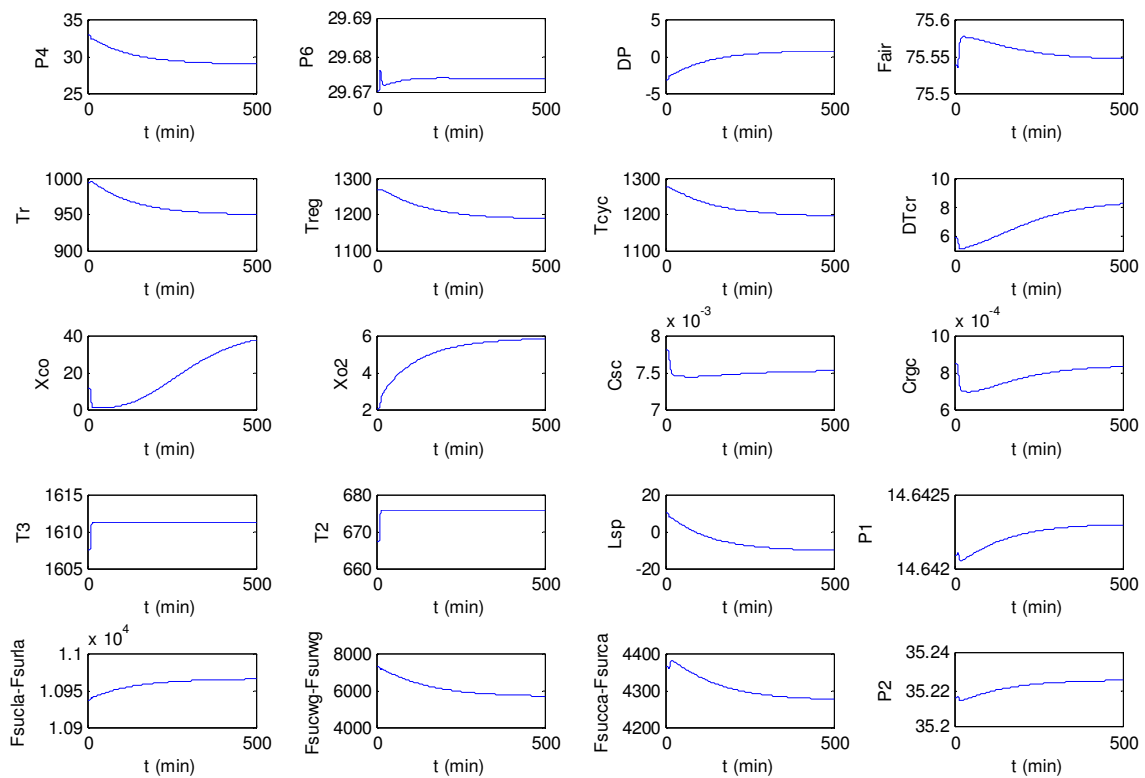 P4
35
30
25
0 500
t (min)
P6
29.69
29.68
29.67
0 500
t (min)
DP
5
0
-5
0 500
t (min)
Fair
75.6
75.55
75.5
0 500
t (min)
Tr
1000
950
900
0 500
t (min)
Treg
1300
1200
1100
0 500
t (min)
Tcyc
1300
1200
1100
0 500
t (min)
DTcr
10
8
6
0 500
t (min)
Xco
40
20
0
0 500
t (min)
Xo2
6
4
2
0 500
t (min)
x 10⁻³
Csc
8
7.5
7
0 500
t (min)
x 10⁻⁴
Crgc
10
8
6
0 500
t (min)
T3
1615
1610
1605
0 500
t (min)
T2
680
670
660
0 500
t (min)
Lsp
20
0
-20
0 500
t (min)
P1
14.6425
14.642
0 500
t (min)
x 10⁴
Fsucla-Fsurla
1.1
1.095
1.09
0 500
t (min)
Fsucwg-Fsurwg
8000
6000
4000
0 500
t (min)
Fsucca-Fsurca
4400
4300
4200
0 500
t (min)
P2
35.24
35.22
35.2
0 500
t (min)